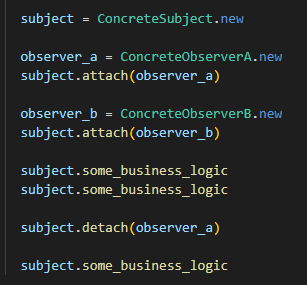 subject = ConcreteSubject.new
observer_a = ConcreteObserverA.new
subject.attach(observer_a)
observer_b = ConcreteObserverB.new
subject.attach(observer_b)
subject.some_business_logic
subject.some_business_logic
subject.detach(observer_a)
subject.some_business_logic